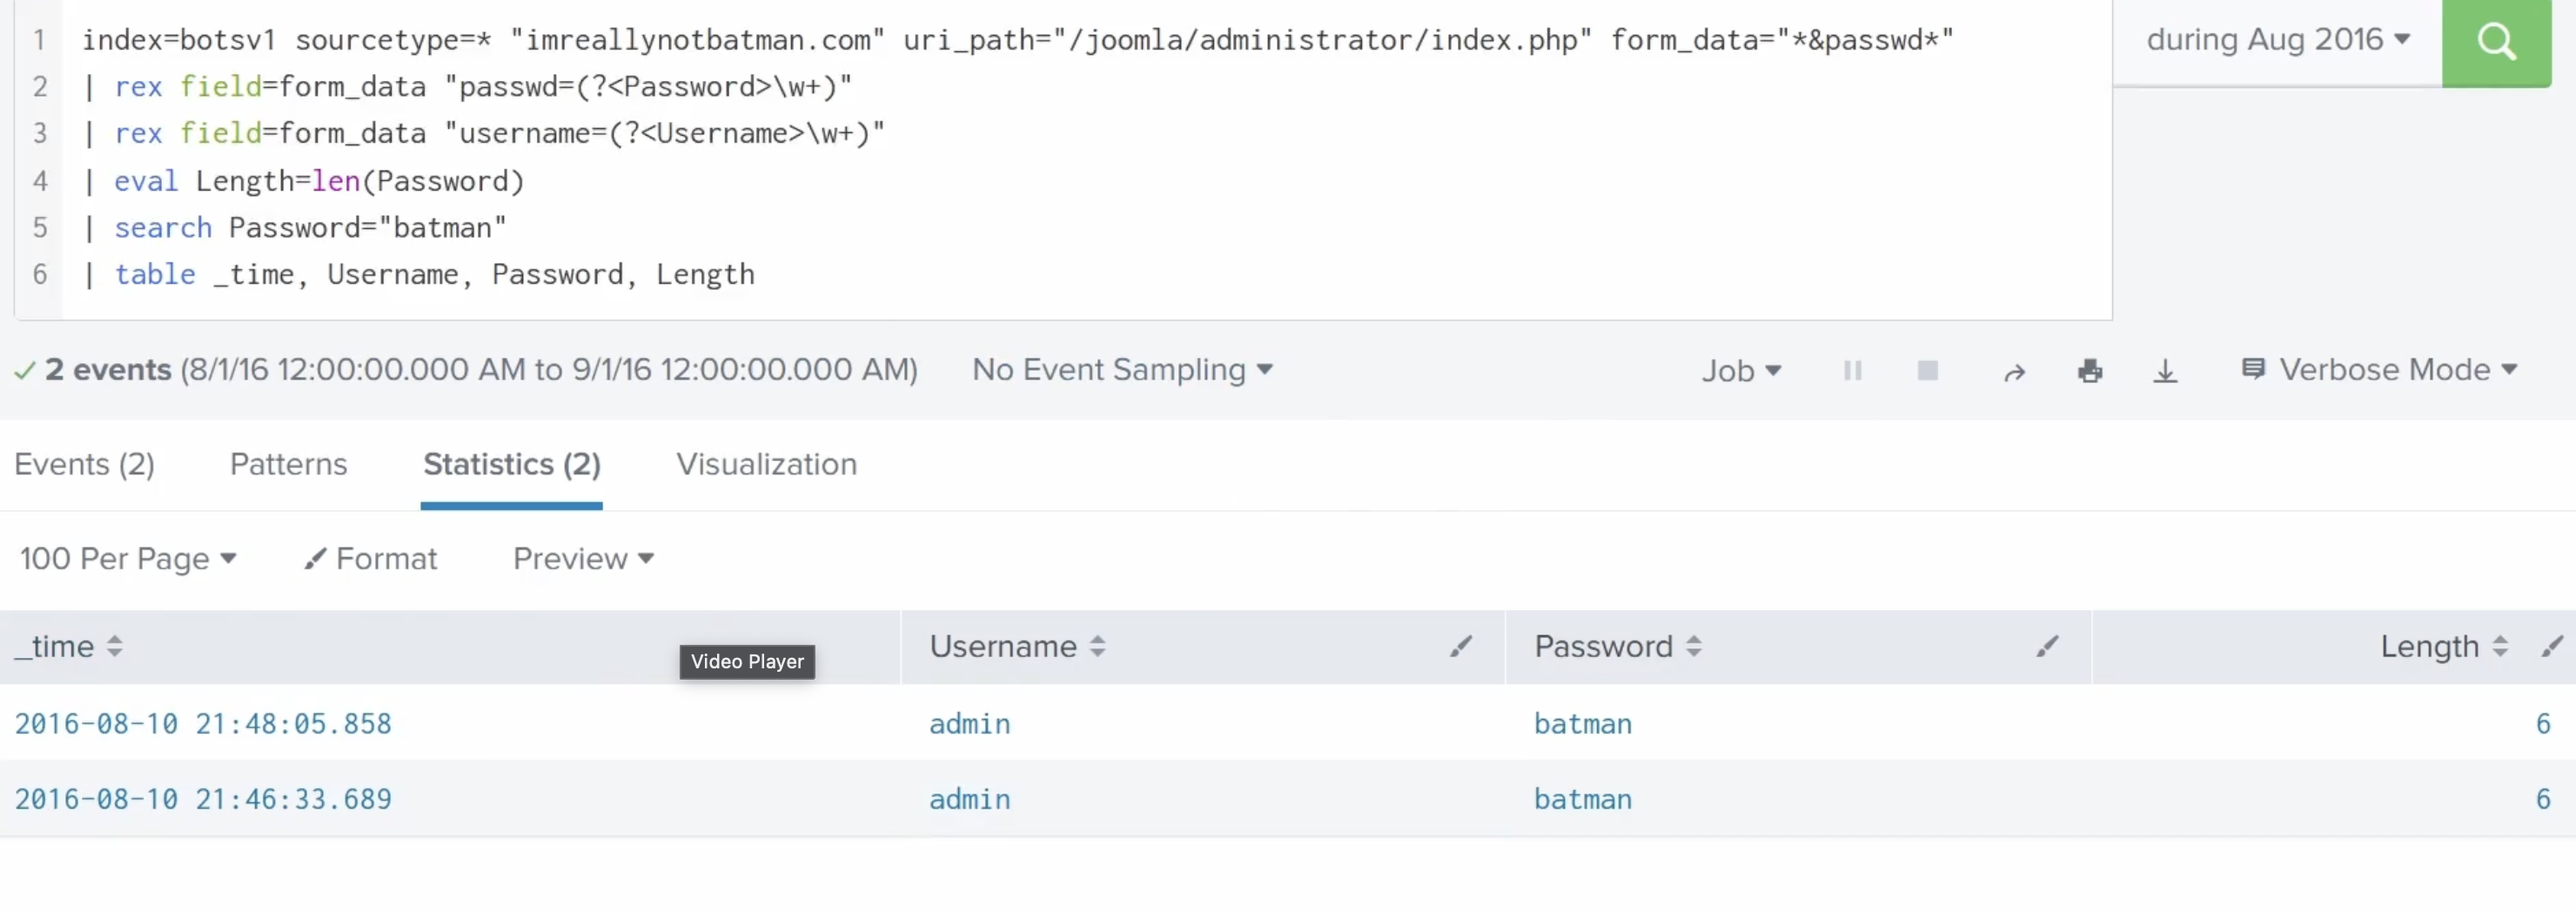 1 index=botsv1 sourcetype=* "imreallynotbatman.com" uri_path="/joomla/administrator/index.php" form_data="*&passwd*"
during Aug 2016
2 | rex field=form_data "passwd=(?<Password>\w+)"
3 | rex field=form_data "username=(?<Username>\w+)"
4 | eval Length=len(Password)
5 | search Password="batman"
6 | table _time, Username, Password, Length
2 events (8/1/16 12:00:00.000 AM to 9/1/16 12:00:00.000 AM) No Event Sampling Job Verbose Mode
Events (2) Patterns Statistics (2) Visualization
100 Per Page Format Preview
_time Username Password Length
Video Player
2016-08-10 21:48:05.858 admin batman 6
2016-08-10 21:46:33.689 admin batman 6